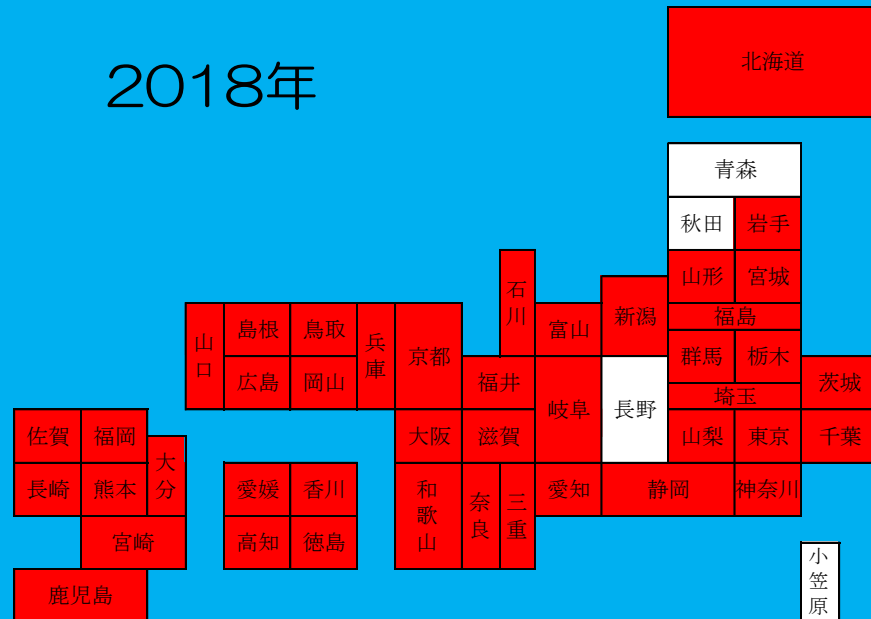 2018年
北海道
青森
秋田
岩手
山形
宮城
石川
新潟
富山
福島
山口
島根
鳥取
兵庫
京都
群馬
栃木
広島
岡山
福井
岐阜
長野
埼玉
茨城
佐賀
福岡
大分
大阪
滋賀
山梨
東京
千葉
長崎
熊本
愛媛
香川
和歌山
奈良
三重
愛知
静岡
神奈川
宮崎
高知
徳島
小笠原
鹿児島